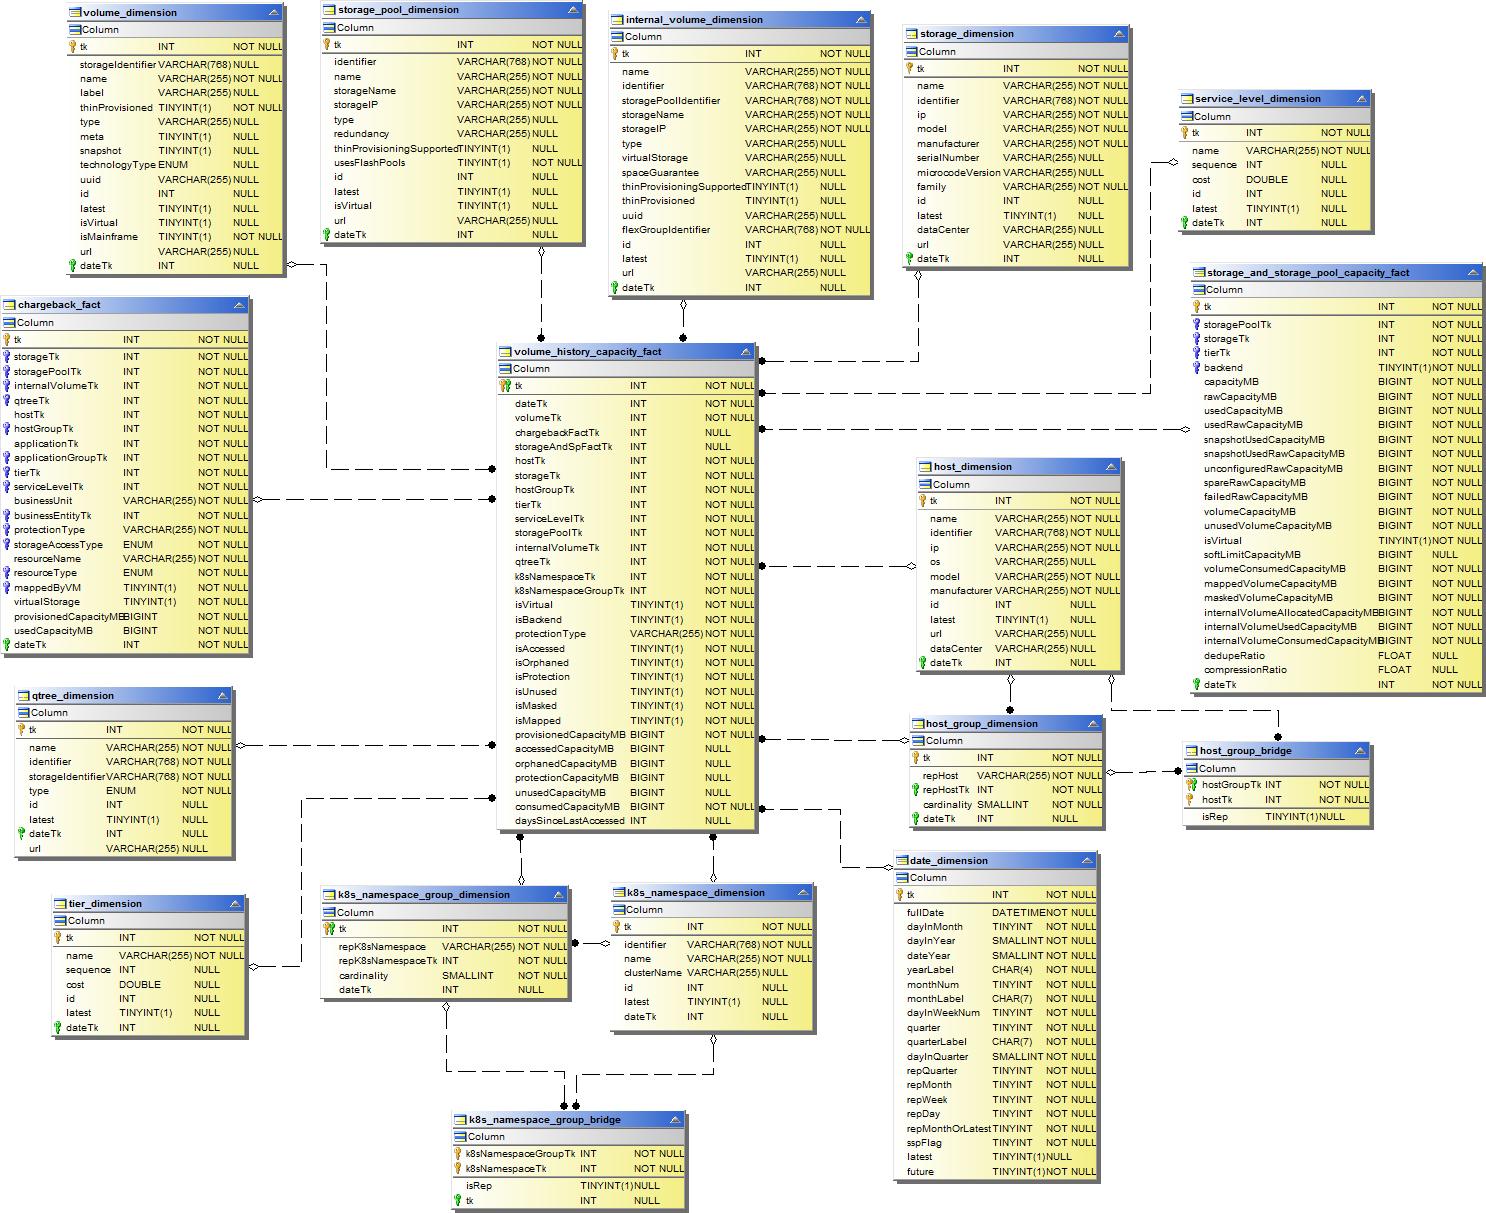 volume_dimension
Column
tk INT NOT NULL
storageIdentifier VARCHAR(768) NULL
name VARCHAR(255) NOT NULL
label VARCHAR(255) NULL
thinProvisioned TINYINT(1) NOT NULL
type VARCHAR(255) NULL
meta TINYINT(1) NULL
snapshot TINYINT(1) NULL
technologyType ENUM NULL
uuid VARCHAR(255) NULL
id INT NULL
latest TINYINT(1) NULL
isVirtual TINYINT(1) NULL
isMainframe TINYINT(1) NOT NULL
url VARCHAR(255) NULL
dateTk INT NULL
storage_pool_dimension
Column
tk INT NOT NULL
identifier VARCHAR(768) NOT NULL
name VARCHAR(255) NOT NULL
storageName VARCHAR(255) NOT NULL
storageIP VARCHAR(255) NOT NULL
type VARCHAR(255) NULL
redundancy VARCHAR(255) NULL
thinProvisioningSupported TINYINT(1) NULL
usesFlashPools TINYINT(1) NOT NULL
id INT NULL
latest TINYINT(1) NULL
isVirtual TINYINT(1) NULL
url VARCHAR(255) NULL
dateTk INT NULL
internal_volume_dimension
Column
tk INT NOT NULL
name VARCHAR(255) NOT NULL
identifier VARCHAR(768) NOT NULL
storagePoolIdentifier VARCHAR(768) NOT NULL
storageName VARCHAR(255) NOT NULL
storageIP VARCHAR(255) NOT NULL
type VARCHAR(255) NULL
virtualStorage VARCHAR(255) NULL
spaceGuarantee VARCHAR(255) NULL
thinProvisioningSupported TINYINT(1) NULL
thinProvisioned TINYINT(1) NULL
uuid VARCHAR(255) NULL
flexGroupIdentifier VARCHAR(768) NOT NULL
id INT NULL
latest TINYINT(1) NULL
url VARCHAR(255) NULL
dateTk INT NULL
storage_dimension
Column
tk INT NOT NULL
name VARCHAR(255) NOT NULL
identifier VARCHAR(768) NOT NULL
ip VARCHAR(255) NOT NULL
model VARCHAR(255) NOT NULL
manufacturer VARCHAR(255) NOT NULL
serialNumber VARCHAR(255) NULL
microcodeVersion VARCHAR(255) NULL
family VARCHAR(255) NOT NULL
id INT NULL
latest TINYINT(1) NULL
dataCenter VARCHAR(255) NULL
url VARCHAR(255) NULL
dateTk INT NULL
service_level_dimension
Column
tk INT NOT NULL
name VARCHAR(255) NOT NULL
sequence INT NULL
cost DOUBLE NULL
id INT NULL
latest TINYINT(1) NULL
dateTk INT NULL
chargeback_fact
Column
tk INT NOT NULL
storageTk INT NOT NULL
storagePoolTk INT NOT NULL
internalVolumeTk INT NOT NULL
qtreeTk INT NOT NULL
hostTk INT NOT NULL
hostGroupTk INT NOT NULL
applicationTk INT NOT NULL
applicationGroupTk INT NOT NULL
tierTk INT NOT NULL
serviceLevelTk INT NOT NULL
businessUnit VARCHAR(255) NOT NULL
businessEntityTk INT NOT NULL
protectionType VARCHAR(255) NOT NULL
storageAccessType ENUM NOT NULL
resourceName VARCHAR(255) NOT NULL
resourceType ENUM NOT NULL
mappedByVM TINYINT(1) NOT NULL
virtualStorage TINYINT(1) NOT NULL
provisionedCapacityMB BIGINT NOT NULL
usedCapacityMB BIGINT NOT NULL
dateTk INT NOT NULL
volume_history_capacity_fact
Column
tk INT NOT NULL
dateTk INT NOT NULL
volumeTk INT NOT NULL
chargebackFactTk INT NULL
storageAndSpFactTk INT NULL
hostTk INT NOT NULL
storageTk INT NOT NULL
hostGroupTk INT NOT NULL
tierTk INT NOT NULL
serviceLevelTk INT NOT NULL
storagePoolTk INT NOT NULL
internalVolumeTk INT NOT NULL
qtreeTk INT NOT NULL
k8sNamespaceTk INT NOT NULL
k8sNamespaceGroupTk INT NOT NULL
isVirtual TINYINT(1) NOT NULL
isBackend TINYINT(1) NOT NULL
protectionType VARCHAR(255) NOT NULL
isAccessed TINYINT(1) NOT NULL
isOrphaned TINYINT(1) NOT NULL
isProtection TINYINT(1) NOT NULL
isUnused TINYINT(1) NOT NULL
isMasked TINYINT(1) NOT NULL
isMapped TINYINT(1) NOT NULL
provisionedCapacityMB BIGINT NOT NULL
accessedCapacityMB BIGINT NULL
orphanedCapacityMB BIGINT NULL
protectionCapacityMB BIGINT NULL
unusedCapacityMB BIGINT NULL
consumedCapacityMB BIGINT NOT NULL
daysSinceLastAccessed INT NULL
storage_and_storage_pool_capacity_fact
Column
tk INT NOT NULL
storagePoolTk INT NOT NULL
storageTk INT NOT NULL
tierTk INT NOT NULL
backend TINYINT(1) NOT NULL
capacityMB BIGINT NOT NULL
rawCapacityMB BIGINT NOT NULL
usedCapacityMB BIGINT NOT NULL
usedRawCapacityMB BIGINT NOT NULL
snapshotUsedCapacityMB BIGINT NOT NULL
snapshotUsedRawCapacityMB BIGINT NOT NULL
unconfiguredRawCapacityMB BIGINT NOT NULL
spareRawCapacityMB BIGINT NOT NULL
failedRawCapacityMB BIGINT NOT NULL
volumeCapacityMB BIGINT NOT NULL
unusedVolumeCapacityMB BIGINT NOT NULL
isVirtual TINYINT(1) NOT NULL
softLimitCapacityMB BIGINT NULL
volumeConsumedCapacityMB BIGINT NOT NULL
mappedVolumeCapacityMB BIGINT NOT NULL
maskedVolumeCapacityMB BIGINT NOT NULL
internalVolumeAllocatedCapacityMB BIGINT NOT NULL
internalVolumeUsedCapacityMB BIGINT NOT NULL
internalVolumeConsumedCapacityMB BIGINT NOT NULL
dedupeRatio FLOAT NULL
compressionRatio FLOAT NULL
dateTk INT NOT NULL
host_dimension
Column
tk INT NOT NULL
name VARCHAR(255) NOT NULL
identifier VARCHAR(768) NOT NULL
ip VARCHAR(255) NOT NULL
os VARCHAR(255) NULL
model VARCHAR(255) NOT NULL
manufacturer VARCHAR(255) NOT NULL
id INT NULL
latest TINYINT(1) NULL
url VARCHAR(255) NULL
dataCenter VARCHAR(255) NULL
dateTk INT NULL
qtree_dimension
Column
tk INT NOT NULL
name VARCHAR(255) NOT NULL
identifier VARCHAR(768) NOT NULL
storageIdentifier VARCHAR(768) NOT NULL
type ENUM NOT NULL
id INT NULL
latest TINYINT(1) NULL
dateTk INT NULL
url VARCHAR(255) NULL
host_group_dimension
Column
tk INT NOT NULL
repHost VARCHAR(255) NOT NULL
repHostTk INT NOT NULL
cardinality SMALLINT NOT NULL
dateTk INT NULL
host_group_bridge
Column
hostGroupTk INT NOT NULL
hostTk INT NOT NULL
isRep TINYINT(1) NULL
tier_dimension
Column
tk INT NOT NULL
name VARCHAR(255) NOT NULL
sequence INT NULL
cost DOUBLE NULL
id INT NULL
latest TINYINT(1) NULL
dateTk INT NULL
k8s_namespace_group_dimension
Column
tk INT NOT NULL
repK8sNamespace VARCHAR(255) NOT NULL
repK8sNamespaceTk INT NOT NULL
cardinality SMALLINT NOT NULL
dateTk INT NULL
k8s_namespace_dimension
Column
tk INT NOT NULL
identifier VARCHAR(768) NOT NULL
name VARCHAR(255) NOT NULL
clusterName VARCHAR(255) NULL
id INT NULL
latest TINYINT(1) NULL
dateTk INT NULL
date_dimension
Column
tk INT NOT NULL
fullDate DATETIME NOT NULL
dayInMonth TINYINT NOT NULL
dayInYear SMALLINT NOT NULL
dateYear SMALLINT NOT NULL
yearLabel CHAR(4) NOT NULL
monthNum TINYINT NOT NULL
monthLabel CHAR(7) NOT NULL
dayInWeekNum TINYINT NOT NULL
quarter TINYINT NOT NULL
quarterLabel CHAR(7) NOT NULL
dayInQuarter SMALLINT NOT NULL
repQuarter TINYINT NOT NULL
repMonth TINYINT NOT NULL
repWeek TINYINT NOT NULL
repDay TINYINT NOT NULL
repMonthOrLatest TINYINT NOT NULL
sspFlag TINYINT NOT NULL
latest TINYINT(1) NULL
future TINYINT(1) NOT NULL
k8s_namespace_group_bridge
Column
k8sNamespaceGroupTk INT NOT NULL
k8sNamespaceTk INT NOT NULL
isRep TINYINT(1) NULL
tk INT NULL